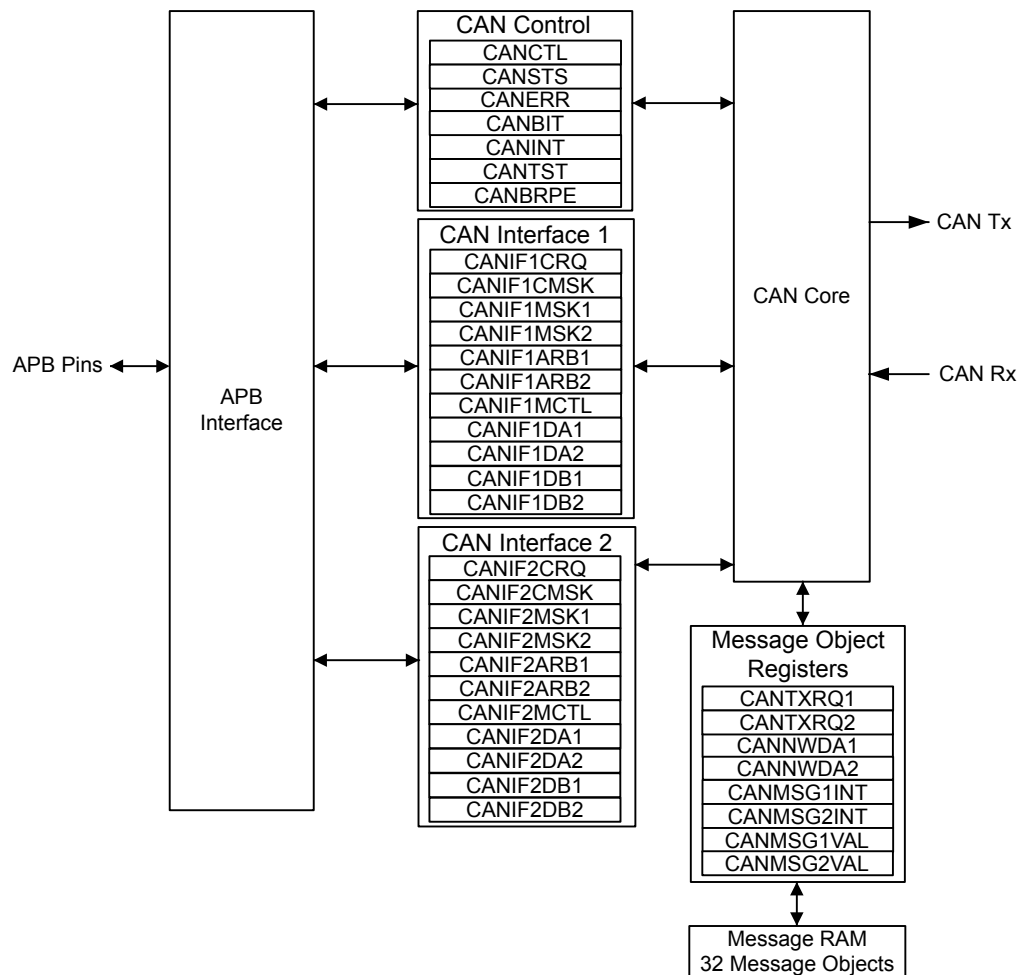 CAN Control
CANCTL
CANSTS
CANERR
CANBIT
CANINT
CANTST
CANBRPE
CAN Interface 1
CANIF1CRQ
CANIF1CMSK
CANIF1MSK1
CANIF1MSK2
CANIF1ARB1
CANIF1ARB2
CANIF1MCTL
CANIF1DA1
CANIF1DA2
CANIF1DB1
CANIF1DB2
CAN Interface 2
CANIF2CRQ
CANIF2CMSK
CANIF2MSK1
CANIF2MSK2
CANIF2ARB1
CANIF2ARB2
CANIF2MCTL
CANIF2DA1
CANIF2DA2
CANIF2DB1
CANIF2DB2
APB Pins
APB
Interface
CAN Core
CAN Tx
CAN Rx
Message Object
Registers
CANTXRQ1
CANTXRQ2
CANNWDA1
CANNWDA2
CANMSG1INT
CANMSG2INT
CANMSG1VAL
CANMSG2VAL
Message RAM
32 Message Objects